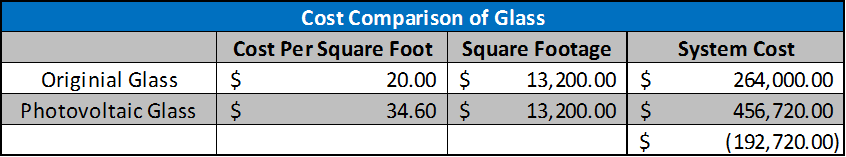 Cost Comparison of Glass
Cost Per Square Foot Square Footage System Cost
Originial Glass $ 20.00 $ 13,200.00 $ 264,000.00
Photovoltaic Glass $ 34.60 $ 13,200.00 $ 456,720.00
$ (192,720.00)